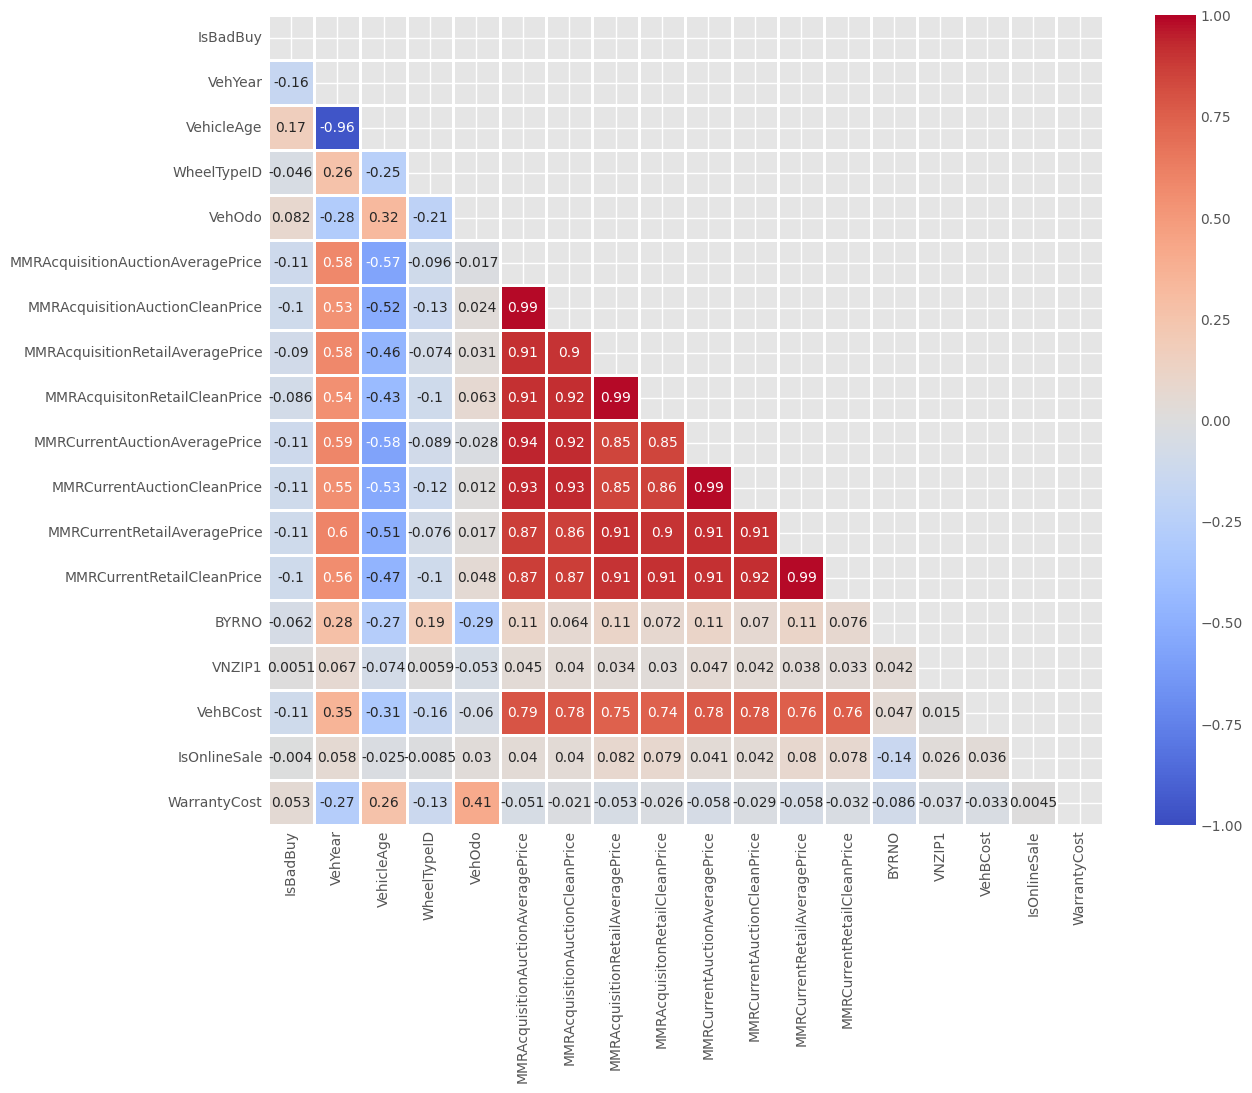 IsBadBuy
VehYear -0.16
VehicleAge 0.17 -0.96
WheelTypeID -0.046 0.26 -0.25
VehOdo 0.082 -0.28 0.32 -0.21
MMRAcquisitionAuctionAveragePrice -0.11 0.58 -0.57 -0.096 -0.017
MMRAcquisitionAuctionCleanPrice -0.1 0.53 -0.52 -0.13 0.024 0.99
MMRAcquisitionRetailAveragePrice -0.09 0.58 -0.46 -0.074 0.031 0.91 0.9
MMRAcquisitonRetailCleanPrice -0.086 0.54 -0.43 -0.1 0.063 0.91 0.92 0.99
MMRCurrentAuctionAveragePrice -0.11 0.59 -0.58 -0.089 -0.028 0.94 0.92 0.85 0.85
MMRCurrentAuctionCleanPrice -0.11 0.55 -0.53 -0.12 0.012 0.93 0.93 0.85 0.86 0.99
MMRCurrentRetailAveragePrice -0.11 0.6 -0.51 -0.076 0.017 0.87 0.86 0.91 0.9 0.91 0.91
MMRCurrentRetailCleanPrice -0.1 0.56 -0.47 -0.1 0.048 0.87 0.87 0.91 0.91 0.91 0.92 0.99
BYRNO -0.062 0.28 -0.27 0.19 -0.29 0.11 0.064 0.11 0.072 0.11 0.07 0.11 0.076
VNZIP1 0.0051 0.067 -0.074 0.0059 -0.053 0.045 0.04 0.034 0.03 0.047 0.042 0.038 0.033 0.042
VehBCost -0.11 0.35 -0.31 -0.16 -0.06 0.79 0.78 0.75 0.74 0.78 0.78 0.76 0.76 0.047 0.015
IsOnlineSale -0.004 0.058 -0.025 -0.0085 0.03 0.04 0.04 0.082 0.079 0.041 0.042 0.08 0.078 -0.14 0.026 0.036
WarrantyCost 0.053 -0.27 0.26 -0.13 0.41 -0.051 -0.021 -0.053 -0.026 -0.058 -0.029 -0.058 -0.032 -0.086 -0.037 -0.033 0.0045
IsBadBuy
VehYear
VehicleAge
WheelTypeID
VehOdo
MMRAcquisitionAuctionAveragePrice
MMRAcquisitionAuctionCleanPrice
MMRAcquisitionRetailAveragePrice
MMRAcquisitonRetailCleanPrice
MMRCurrentAuctionAveragePrice
MMRCurrentAuctionCleanPrice
MMRCurrentRetailAveragePrice
MMRCurrentRetailCleanPrice
BYRNO
VNZIP1
VehBCost
IsOnlineSale
WarrantyCost
1.00
0.75
0.50
0.25
0.00
−0.25
−0.50
−0.75
−1.00